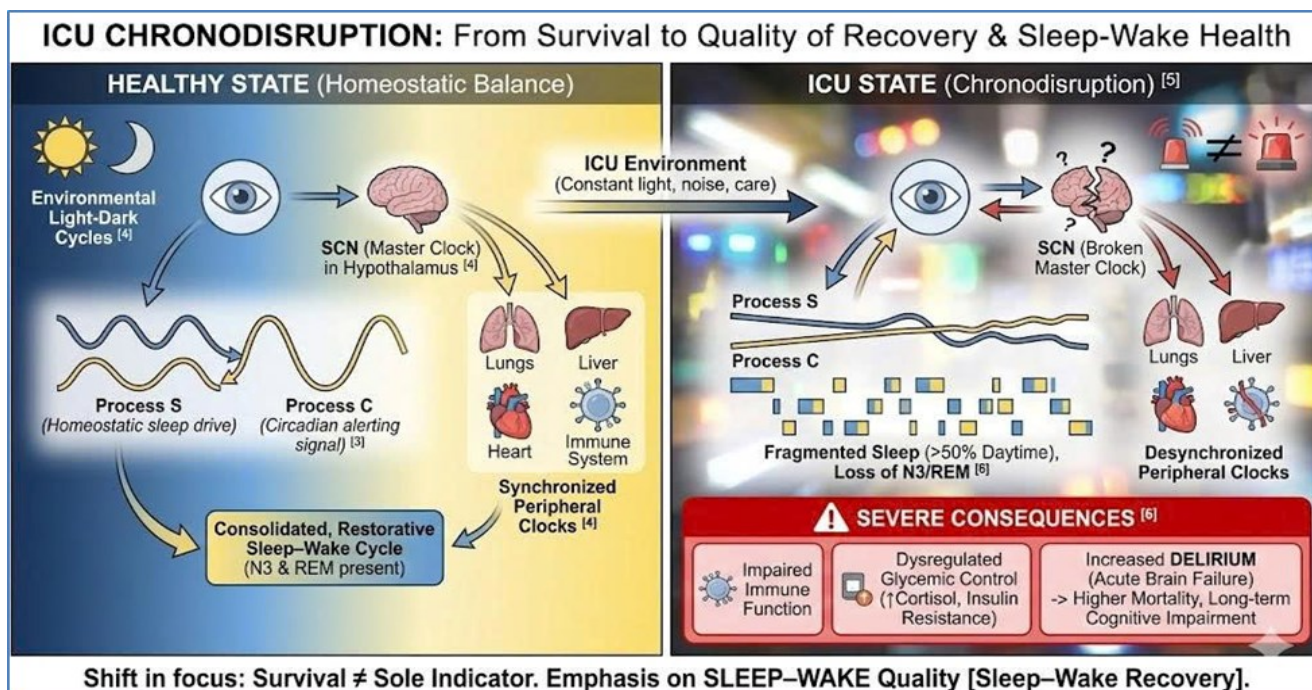 ICU CHRONODISRUPTION: From Survival to Quality of Recovery & Sleep-Wake Health
HEALTHY STATE (Homeostatic Balance)
Environmental
Light-Dark
Cycles [4]
SCN (Master Clock)
in Hypothalamus [4]
Process S
(Homeostatic sleep drive)
Process C
(Circadian alerting
signal) [3]
Lungs
Liver
Heart
Immune
System
Synchronized
Peripheral
Clocks [4]
Consolidated, Restorative
Sleep–Wake Cycle
(N3 & REM present)
ICU Environment
(Constant light, noise, care)
ICU STATE (Chronodisruption) [5]
≠
? ? ?
SCN (Broken
Master Clock)
Process S
Process C
Fragmented Sleep (>50% Daytime),
Loss of N3/REM [6]
Lungs
Liver
Desynchronized
Peripheral Clocks
! SEVERE CONSEQUENCES [6]
Impaired
Immune
Function
Dysregulated
Glycemic Control
(↑Cortisol, Insulin
Resistance)
Increased DELIRIUM
(Acute Brain Failure)
-> Higher Mortality, Long-term
Cognitive Impairment
Shift in focus: Survival ≠ Sole Indicator. Emphasis on SLEEP–WAKE Quality [Sleep–Wake Recovery].